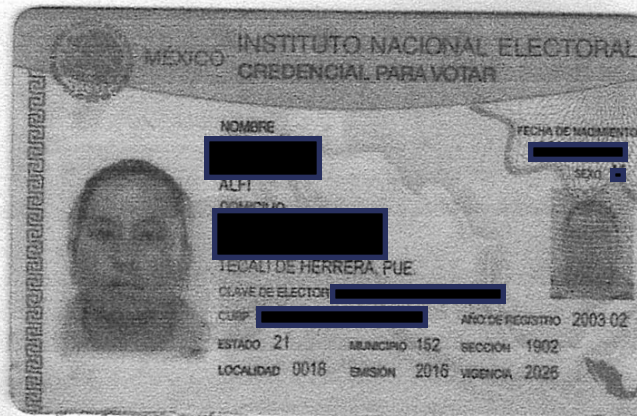 MÉXICO INSTITUTO NACIONAL ELECTORAL
CREDENCIAL PARA VOTAR
NOMBRE
FECHA DE NACIMIENTO
SEXO
ALFI
DOMICILIO
TECALI DE HERRERA, PUE.
CLAVE DE ELECTOR
CURP AÑO DE REGISTRO 2003 02
ESTADO 21 MUNICIPIO 152 SECCIÓN 1902
LOCALIDAD 0018 EMISIÓN 2016 VIGENCIA 2026